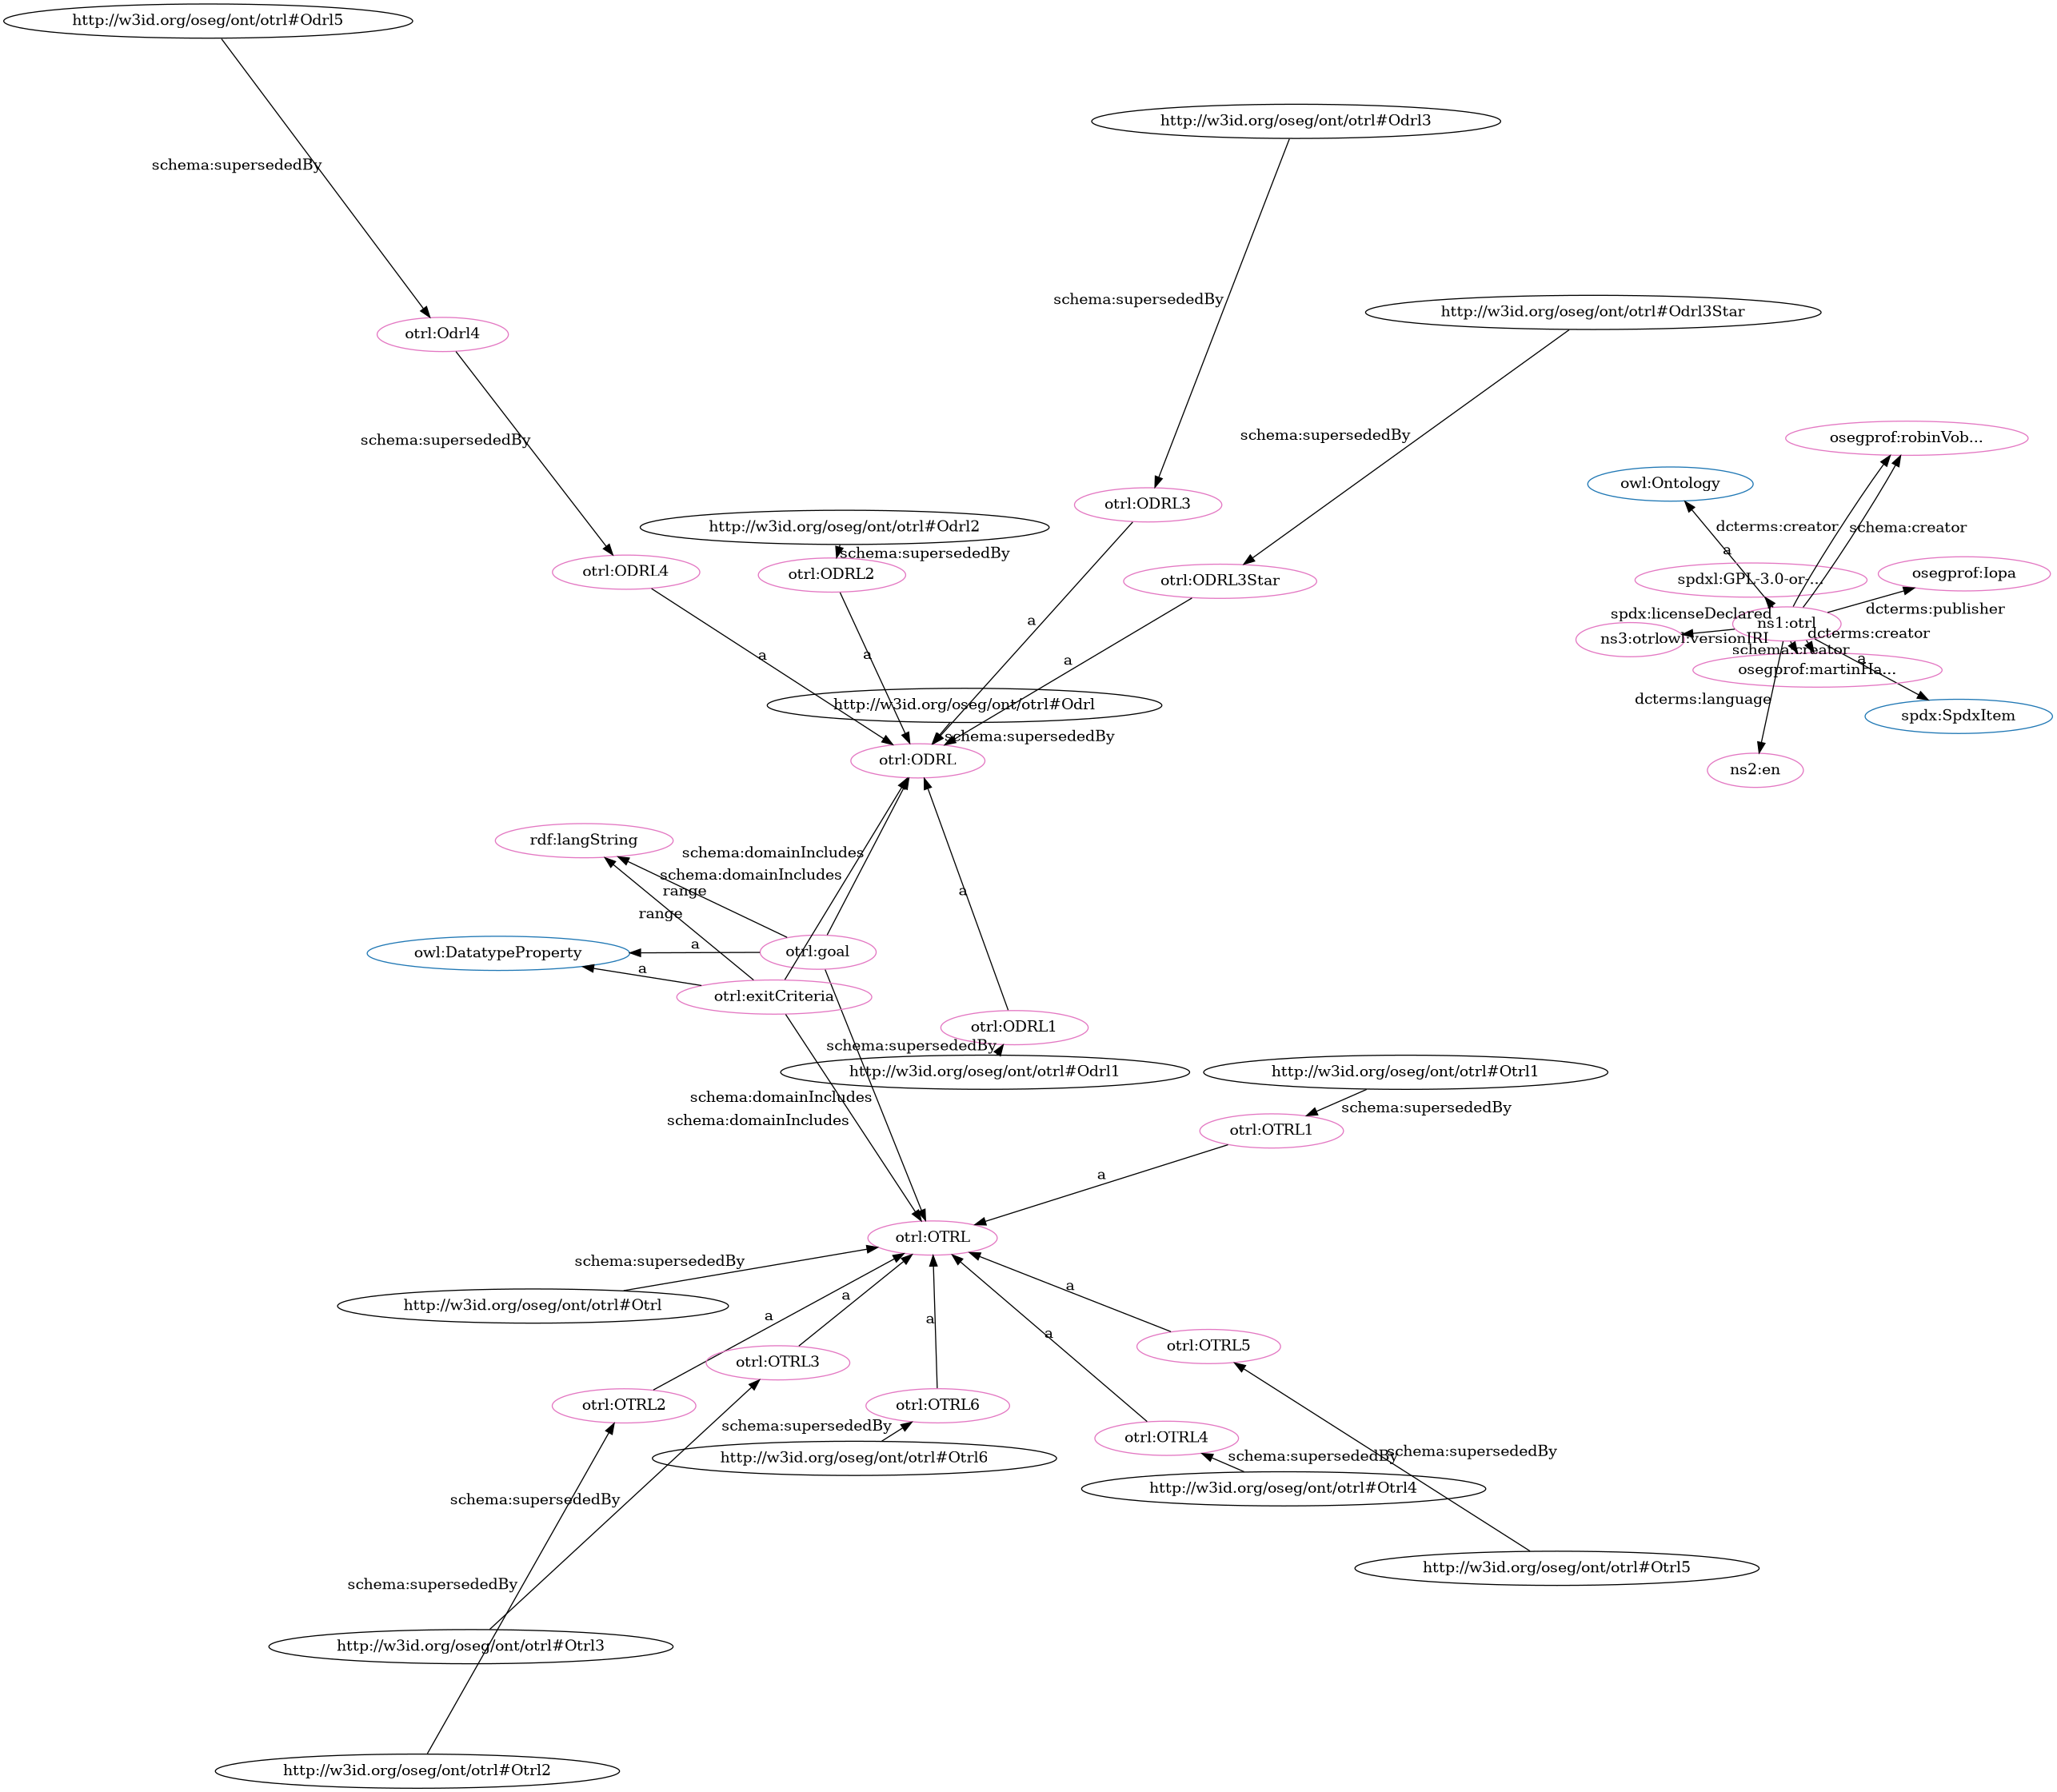 http://w3id.org/oseg/ont/otrl#Odrl5
http://w3id.org/oseg/ont/otrl#Odrl3
schema:supersededBy
schema:supersededBy
http://w3id.org/oseg/ont/otrl#Odrl3Star
otrl:Odrl4
schema:supersededBy
schema:supersededBy
osegprof:robinVob...
owl:Ontology
otrl:ODRL3
http://w3id.org/oseg/ont/otrl#Odrl2
dcterms:creator
schema:creator
a
schema:supersededBy
otrl:ODRL4
otrl:ODRL2
otrl:ODRL3Star
spdxl:GPL-3.0-or-...
osegprof:Iopa
dcterms:publisher
spdx:licenseDeclared
ns1:otrl
a
dcterms:creator
ns3:otrl
owl:versionIRI
schema:creator
a
a
a
a
osegprof:martinHa...
dcterms:language
http://w3id.org/oseg/ont/otrl#Odrl
spdx:SpdxItem
schema:supersededBy
otrl:ODRL
ns2:en
rdf:langString
schema:domainIncludes
schema:domainIncludes
range
a
range
a
owl:DatatypeProperty
otrl:goal
a
otrl:exitCriteria
otrl:ODRL1
schema:supersededBy
http://w3id.org/oseg/ont/otrl#Odrl1
http://w3id.org/oseg/ont/otrl#Otrl1
schema:domainIncludes
schema:supersededBy
schema:domainIncludes
otrl:OTRL1
a
otrl:OTRL
schema:supersededBy
a
http://w3id.org/oseg/ont/otrl#Otrl
a
a
a
a
otrl:OTRL5
otrl:OTRL3
otrl:OTRL2
otrl:OTRL6
schema:supersededBy
otrl:OTRL4
schema:supersededBy
schema:supersededBy
http://w3id.org/oseg/ont/otrl#Otrl6
http://w3id.org/oseg/ont/otrl#Otrl4
schema:supersededBy
http://w3id.org/oseg/ont/otrl#Otrl5
schema:supersededBy
http://w3id.org/oseg/ont/otrl#Otrl3
http://w3id.org/oseg/ont/otrl#Otrl2